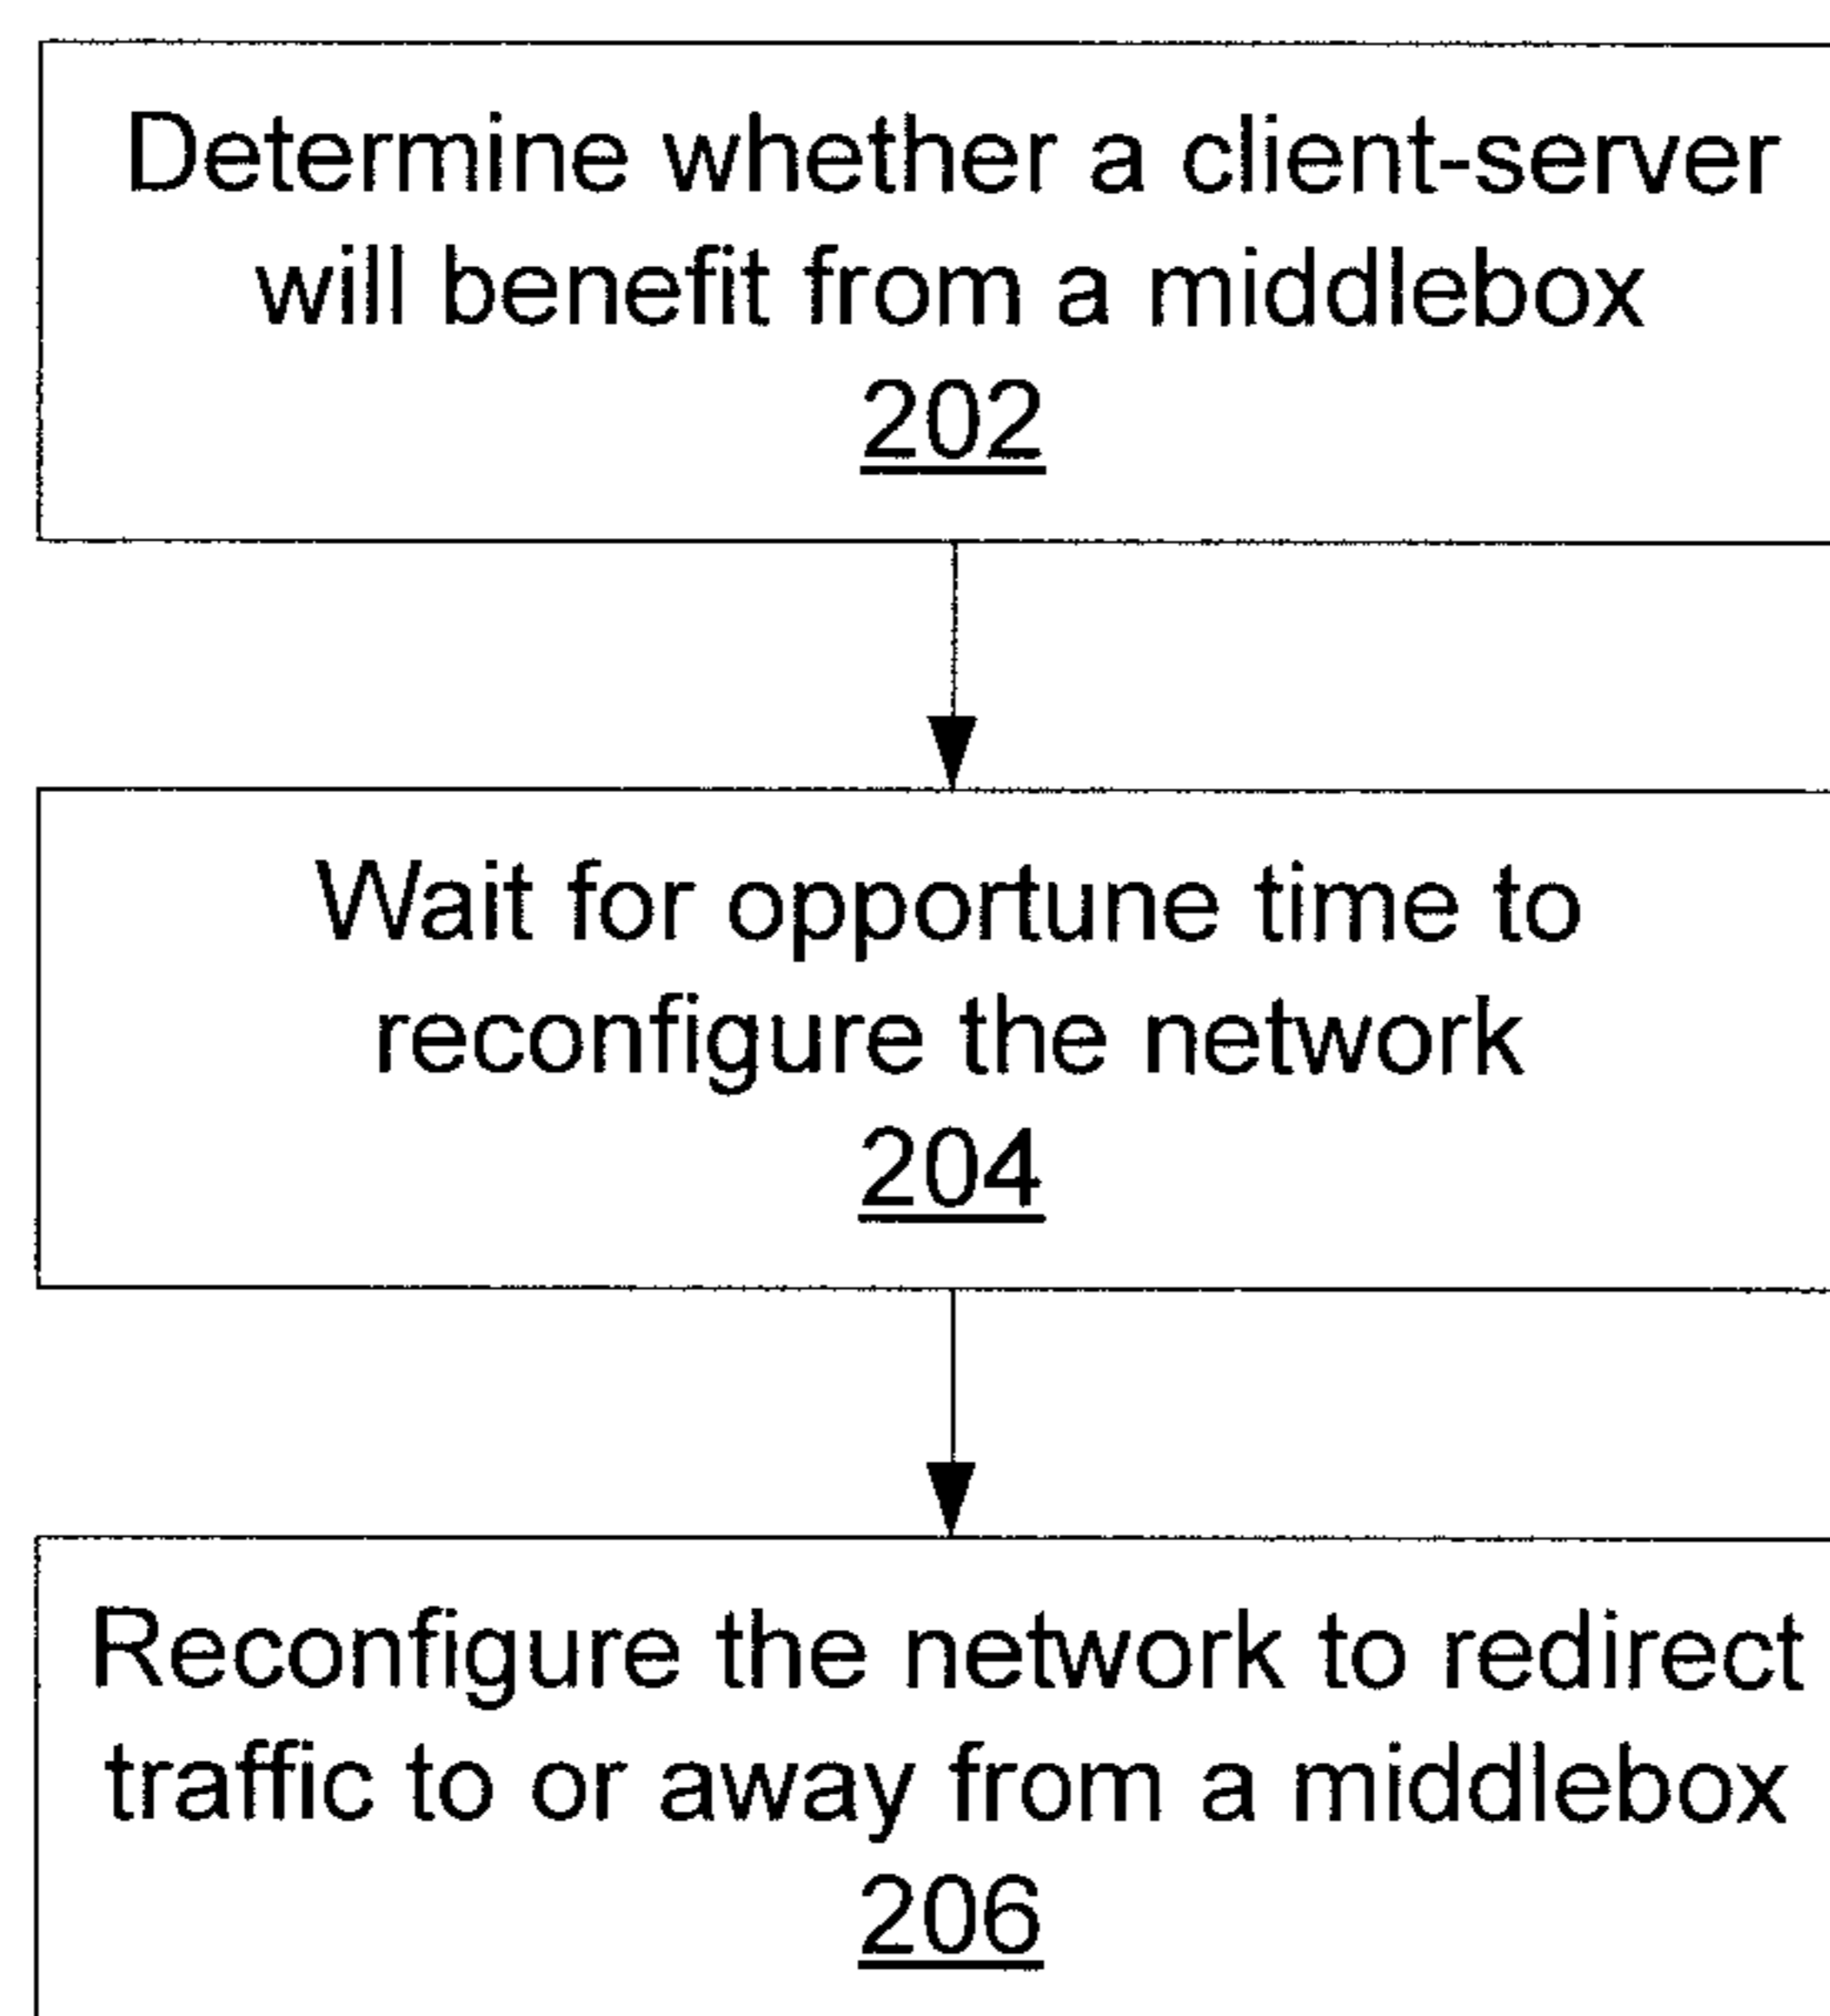 Determine whether a client-server
will benefit from a middlebox
202
Wait for opportune time to
reconfigure the network
204
Reconfigure the network to redirect
traffic to or away from a middlebox
206